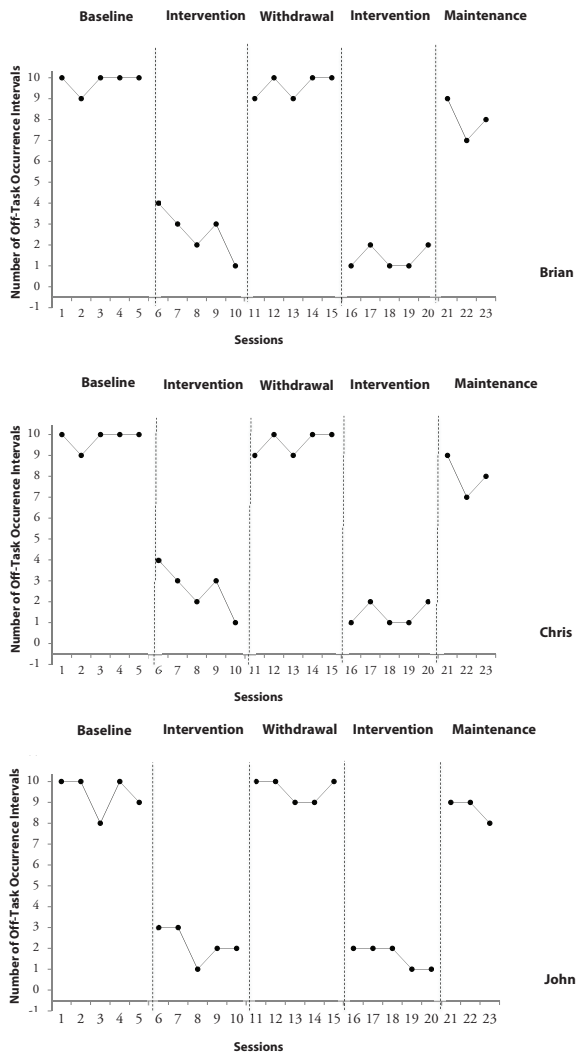 Baseline Intervention Withdrawal Intervention Maintenance
Number of Off-Task Occurrence Intervals
10
9
8
7
6
5
4
3
2
1
0
-1
1 2 3 4 5 6 7 8 9 10 11 12 13 14 15 16 17 18 19 20 21 22 23
Sessions
Brian
Baseline Intervention Withdrawal Intervention Maintenance
Number of Off-Task Occurence Intervals
10
9
8
7
6
5
4
3
2
1
0
-1
1 2 3 4 5 6 7 8 9 10 11 12 13 14 15 16 17 18 19 20 21 22 23
Sessions
Chris
Baseline Intervention Withdrawal Intervention Maintenance
Number of Off-Task Occurrence Intervals
10
9
8
7
6
5
4
3
2
1
0
-1
1 2 3 4 5 6 7 8 9 10 11 12 13 14 15 16 17 18 19 20 21 22 23
Sessions
John